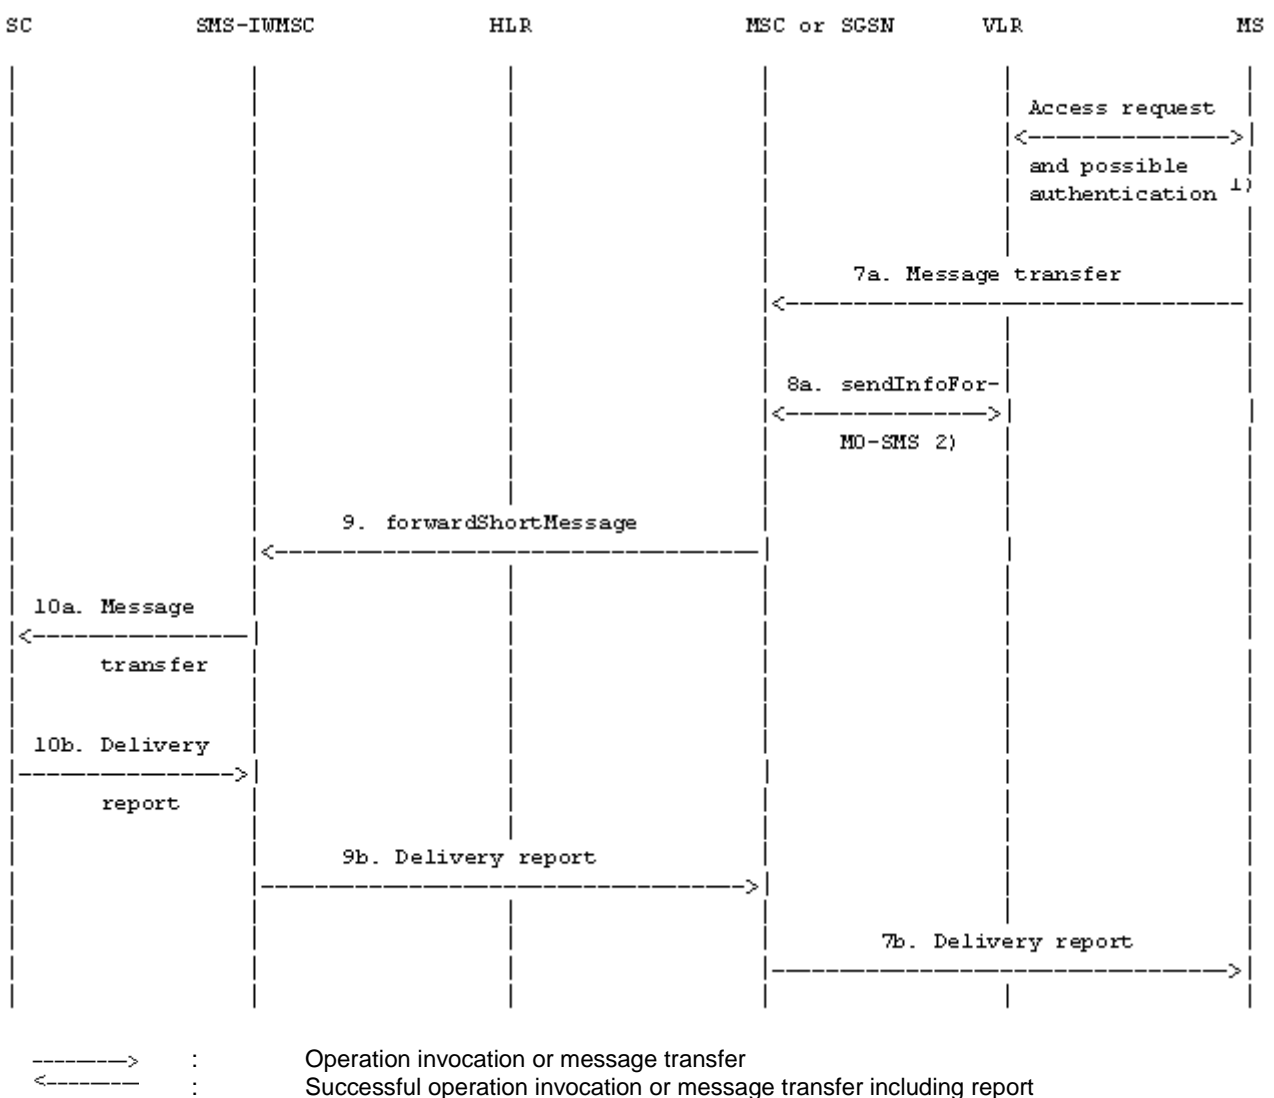 SC SMS-IWMSC HLR MSC or SGSN VLR MS
Access request
and possible
authentication 1)
7a. Message transfer
8a. sendInfoFor-
MO-SMS 2)
9. forwardShortMessage
10a. Message
transfer
10b. Delivery
report
9b. Delivery report
7b. Delivery report
: Operation invocation or message transfer
: Successful operation invocation or message transfer including report